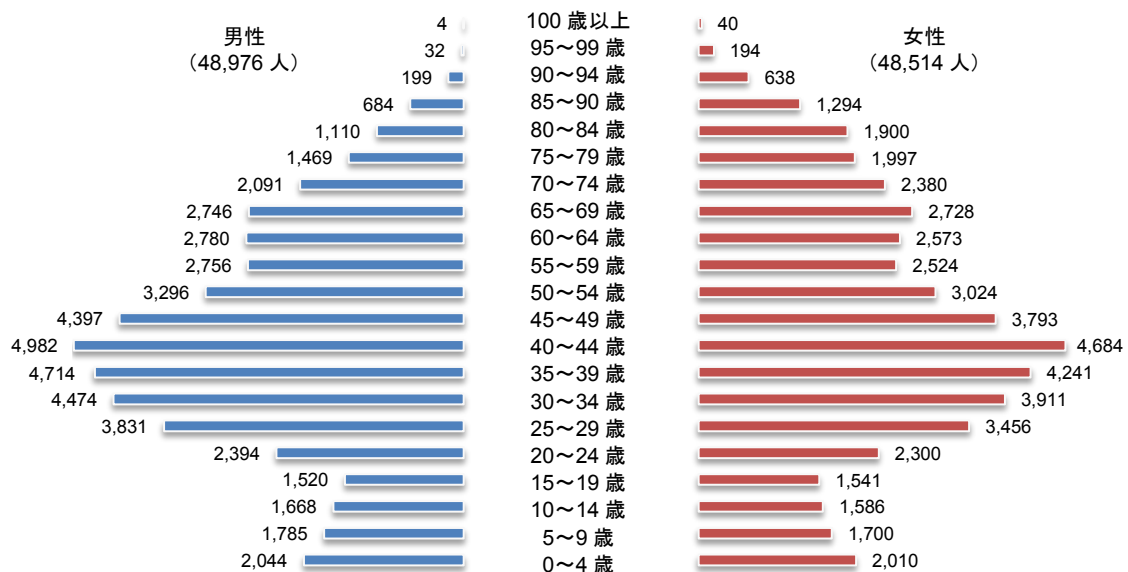 男性
（48,976 人）
女性
（48,514 人）
4 100 歳以上 40
32 95～99 歳 194
199 90～94 歳 638
684 85～90 歳 1,294
1,110 80～84 歳 1,900
1,469 75～79 歳 1,997
2,091 70～74 歳 2,380
2,746 65～69 歳 2,728
2,780 60～64 歳 2,573
2,756 55～59 歳 2,524
3,296 50～54 歳 3,024
4,397 45～49 歳 3,793
4,982 40～44 歳 4,684
4,714 35～39 歳 4,241
4,474 30～34 歳 3,911
3,831 25～29 歳 3,456
2,394 20～24 歳 2,300
1,520 15～19 歳 1,541
1,668 10～14 歳 1,586
1,785 5～9 歳 1,700
2,044 0～4 歳 2,010